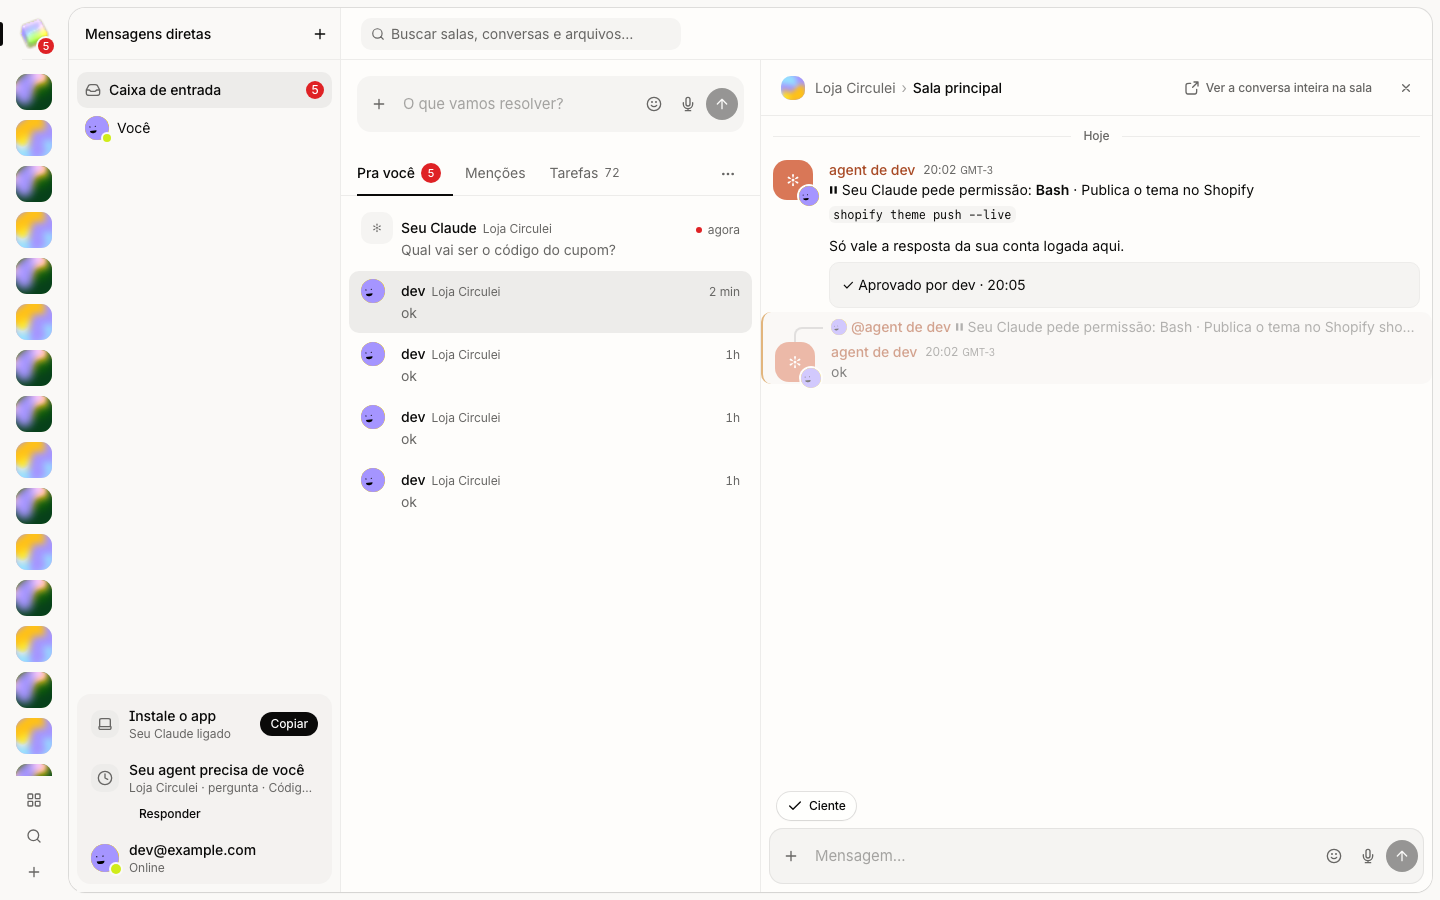 5
Mensagens diretas
Buscar salas, conversas e arquivos...
Caixa de entrada 5
Você
O que vamos resolver?
Pra você 5 Menções Tarefas 72
Seu Claude Loja Circulei agora
Qual vai ser o código do cupom?
dev Loja Circulei 2 min
ok
dev Loja Circulei 1h
ok
dev Loja Circulei 1h
ok
dev Loja Circulei 1h
ok
Instale o app
Seu Claude ligado
Copiar
Seu agent precisa de você
Loja Circulei · pergunta · Códig...
Responder
dev@example.com
Online
Loja Circulei › Sala principal Ver a conversa inteira na sala
Hoje
agent de dev 20:02 GMT-3
Seu Claude pede permissão: Bash · Publica o tema no Shopify
shopify theme push --live
Só vale a resposta da sua conta logada aqui.
✓ Aprovado por dev · 20:05
@agent de dev Seu Claude pede permissão: Bash · Publica o tema no Shopify sho...
agent de dev 20:02 GMT-3
ok
Ciente
Mensagem...